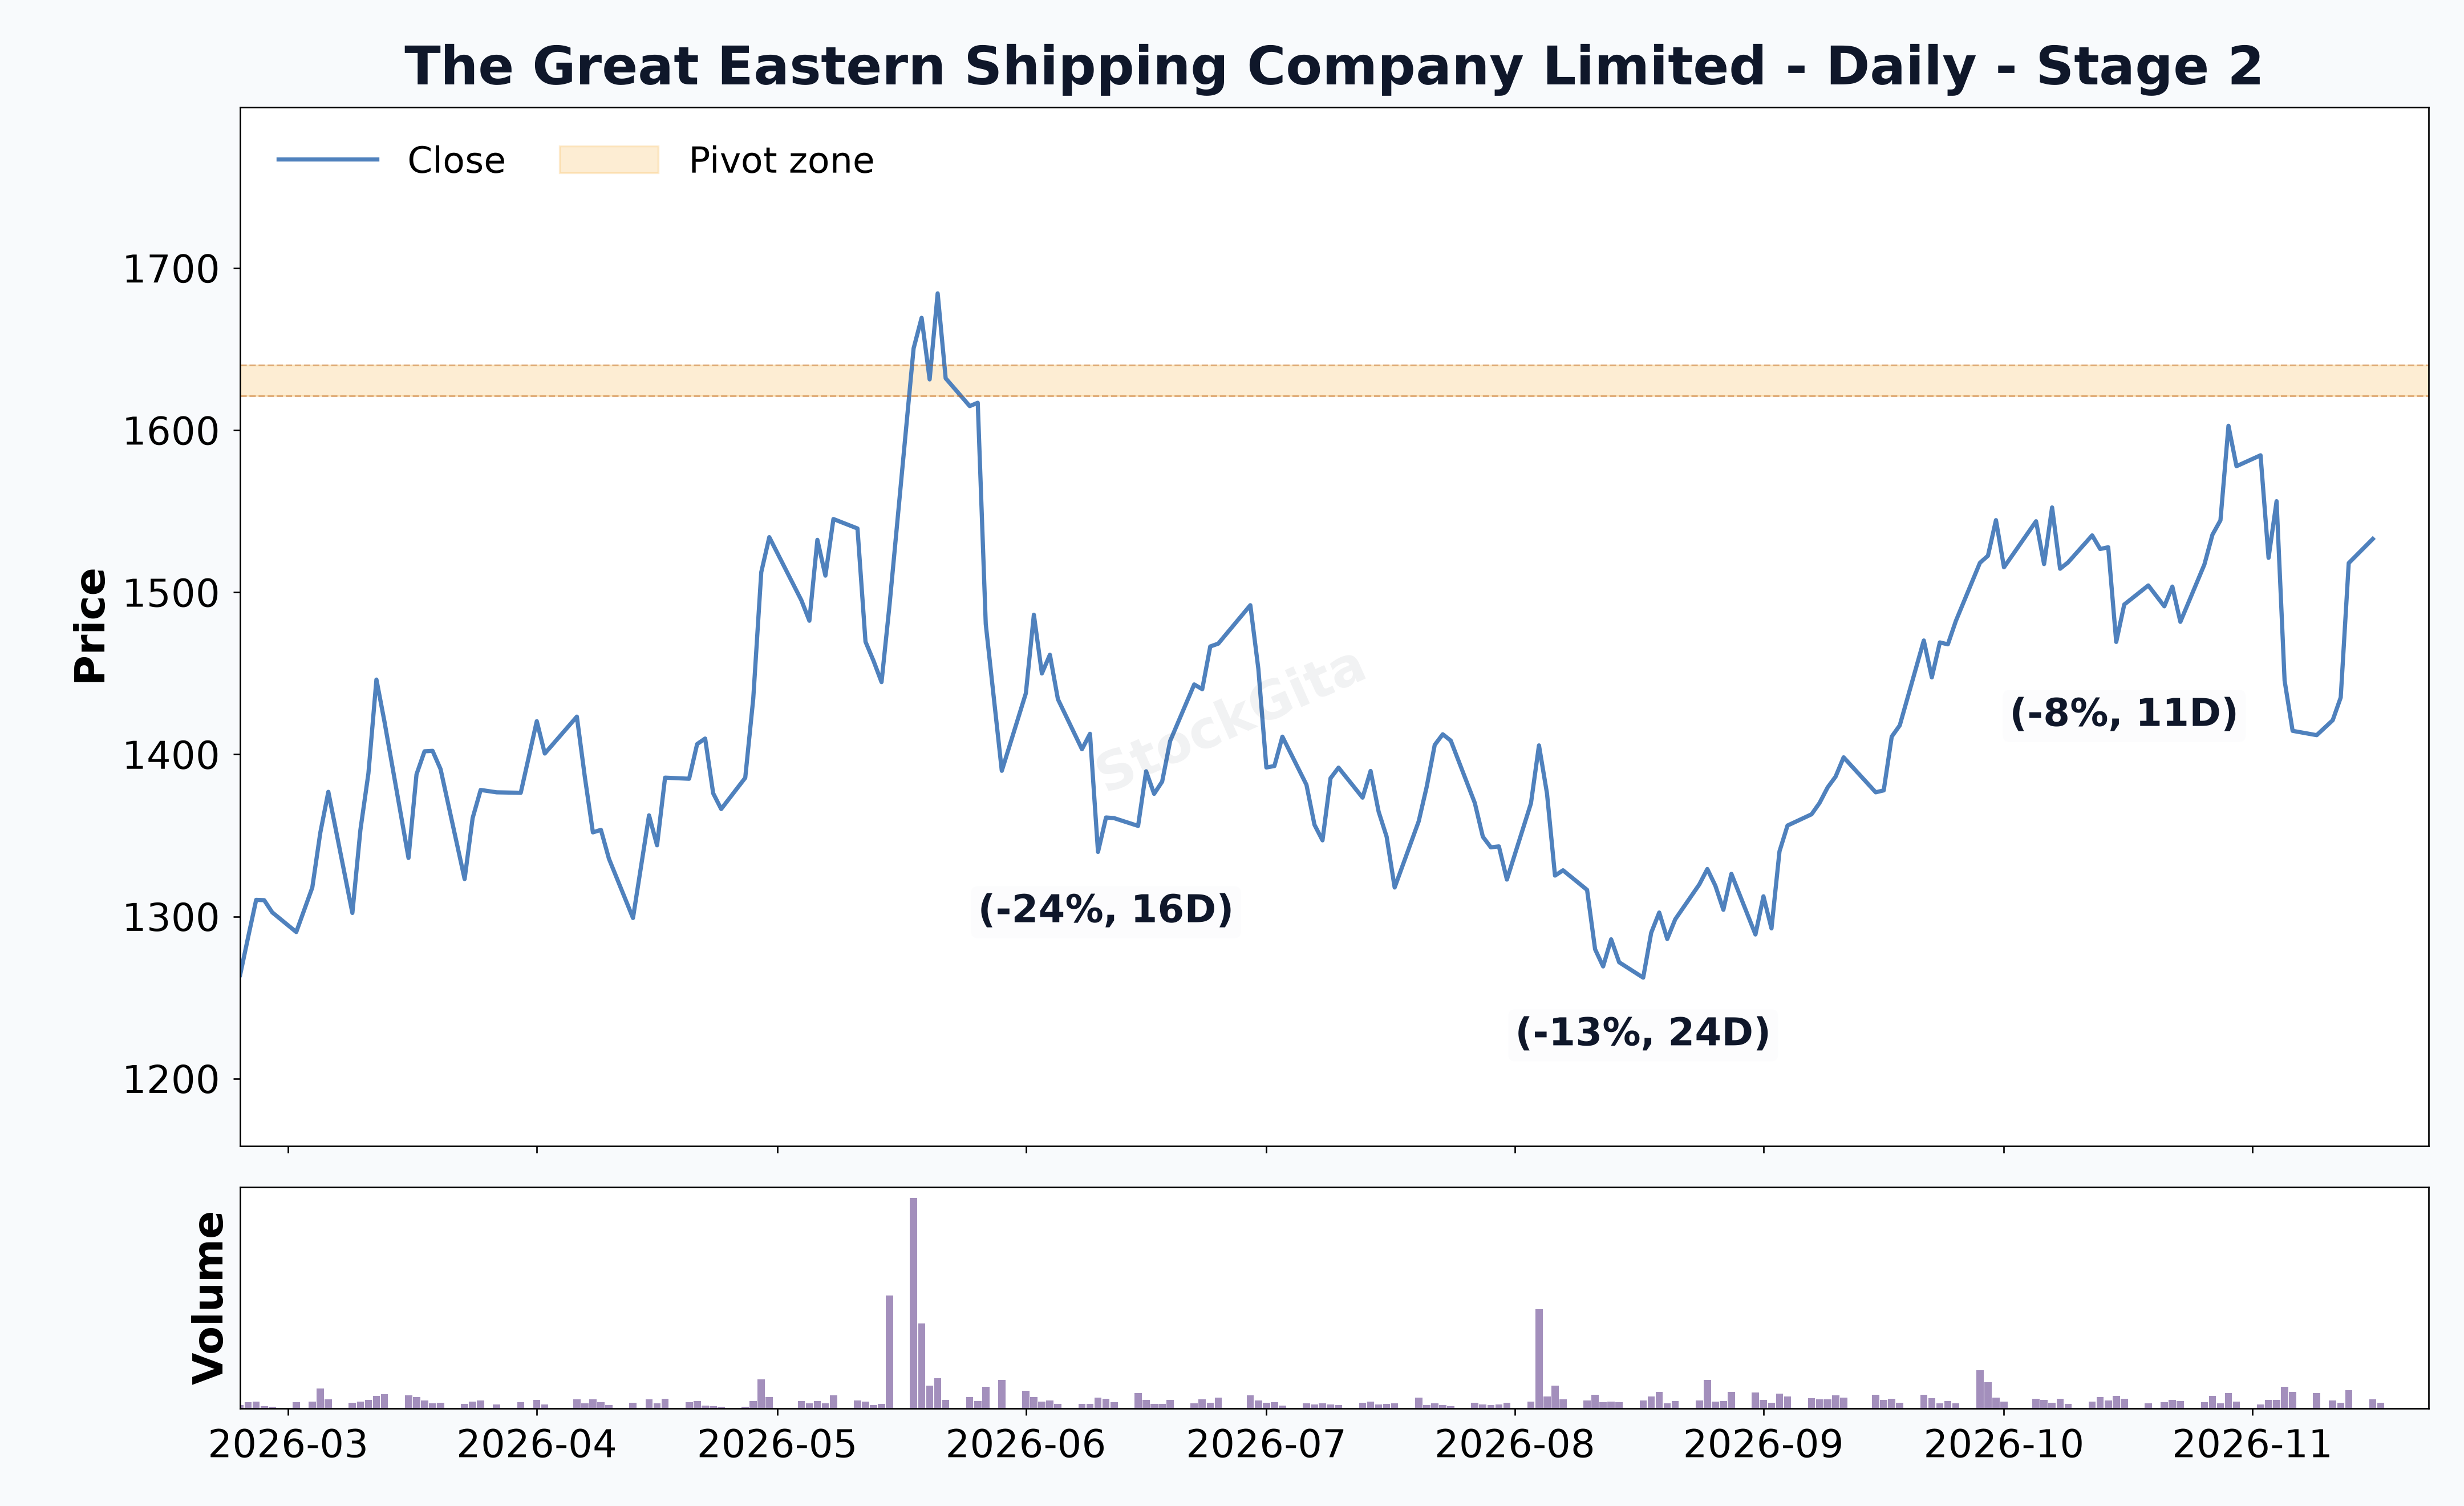 The Great Eastern Shipping Company Limited - Daily - Stage 2
Close
Pivot zone
Price
1700
1600
1500
1400
1300
1200
StockGita
(-24%, 16D)
(-13%, 24D)
(-8%, 11D)
Volume
2026-03
2026-04
2026-05
2026-06
2026-07
2026-08
2026-09
2026-10
2026-11